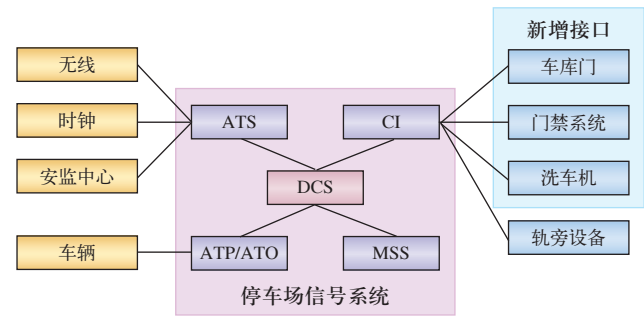 新增接口
无线
时钟
安监中心
车辆
ATS
CI
DCS
ATP/ATO
MSS
停车场信号系统
车库门
门禁系统
洗车机
轨旁设备